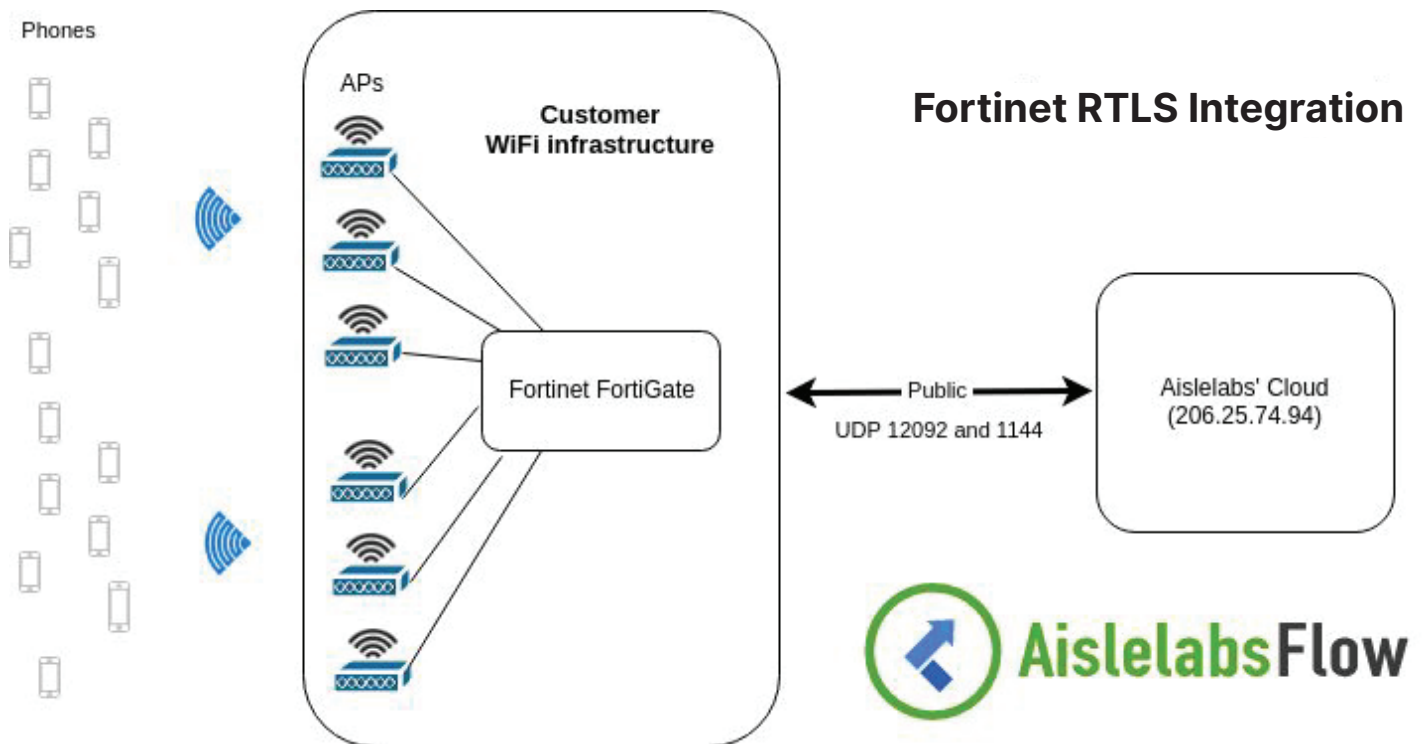 Phones
APs
Customer
WiFi infrastructure
Fortinet RTLS Integration
Fortinet FortiGate
Public
UDP 12092 and 1144
Aislelabs' Cloud
(206.25.74.94)
AislelabsFlow